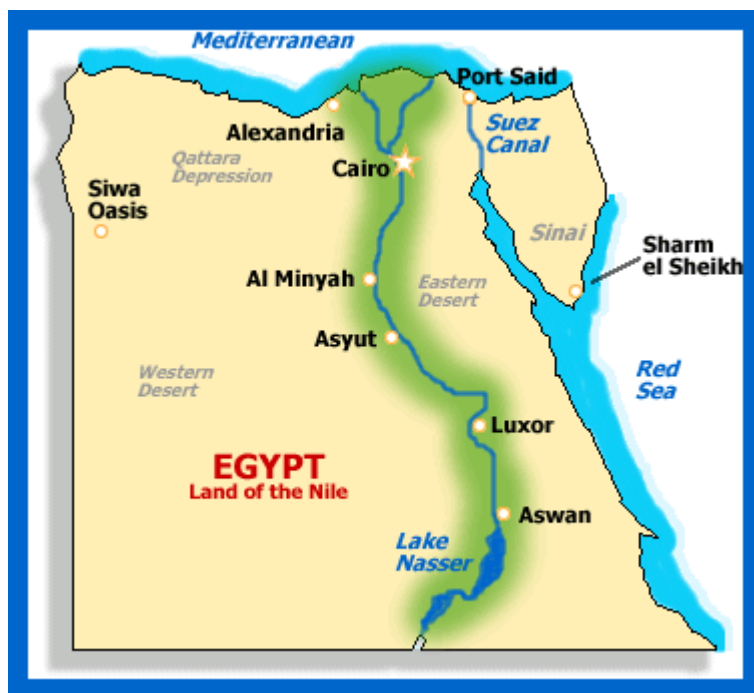 Mediterranean
Port Said
Alexandria
Suez
Canal
Qattara
Depression
Cairo
Siwa
Oasis
Sinai
Sharm
el Sheikh
Al Minyah
Eastern
Desert
Asyut
Western
Desert
Red
Sea
Luxor
EGYPT
Land of the Nile
Aswan
Lake
Nasser